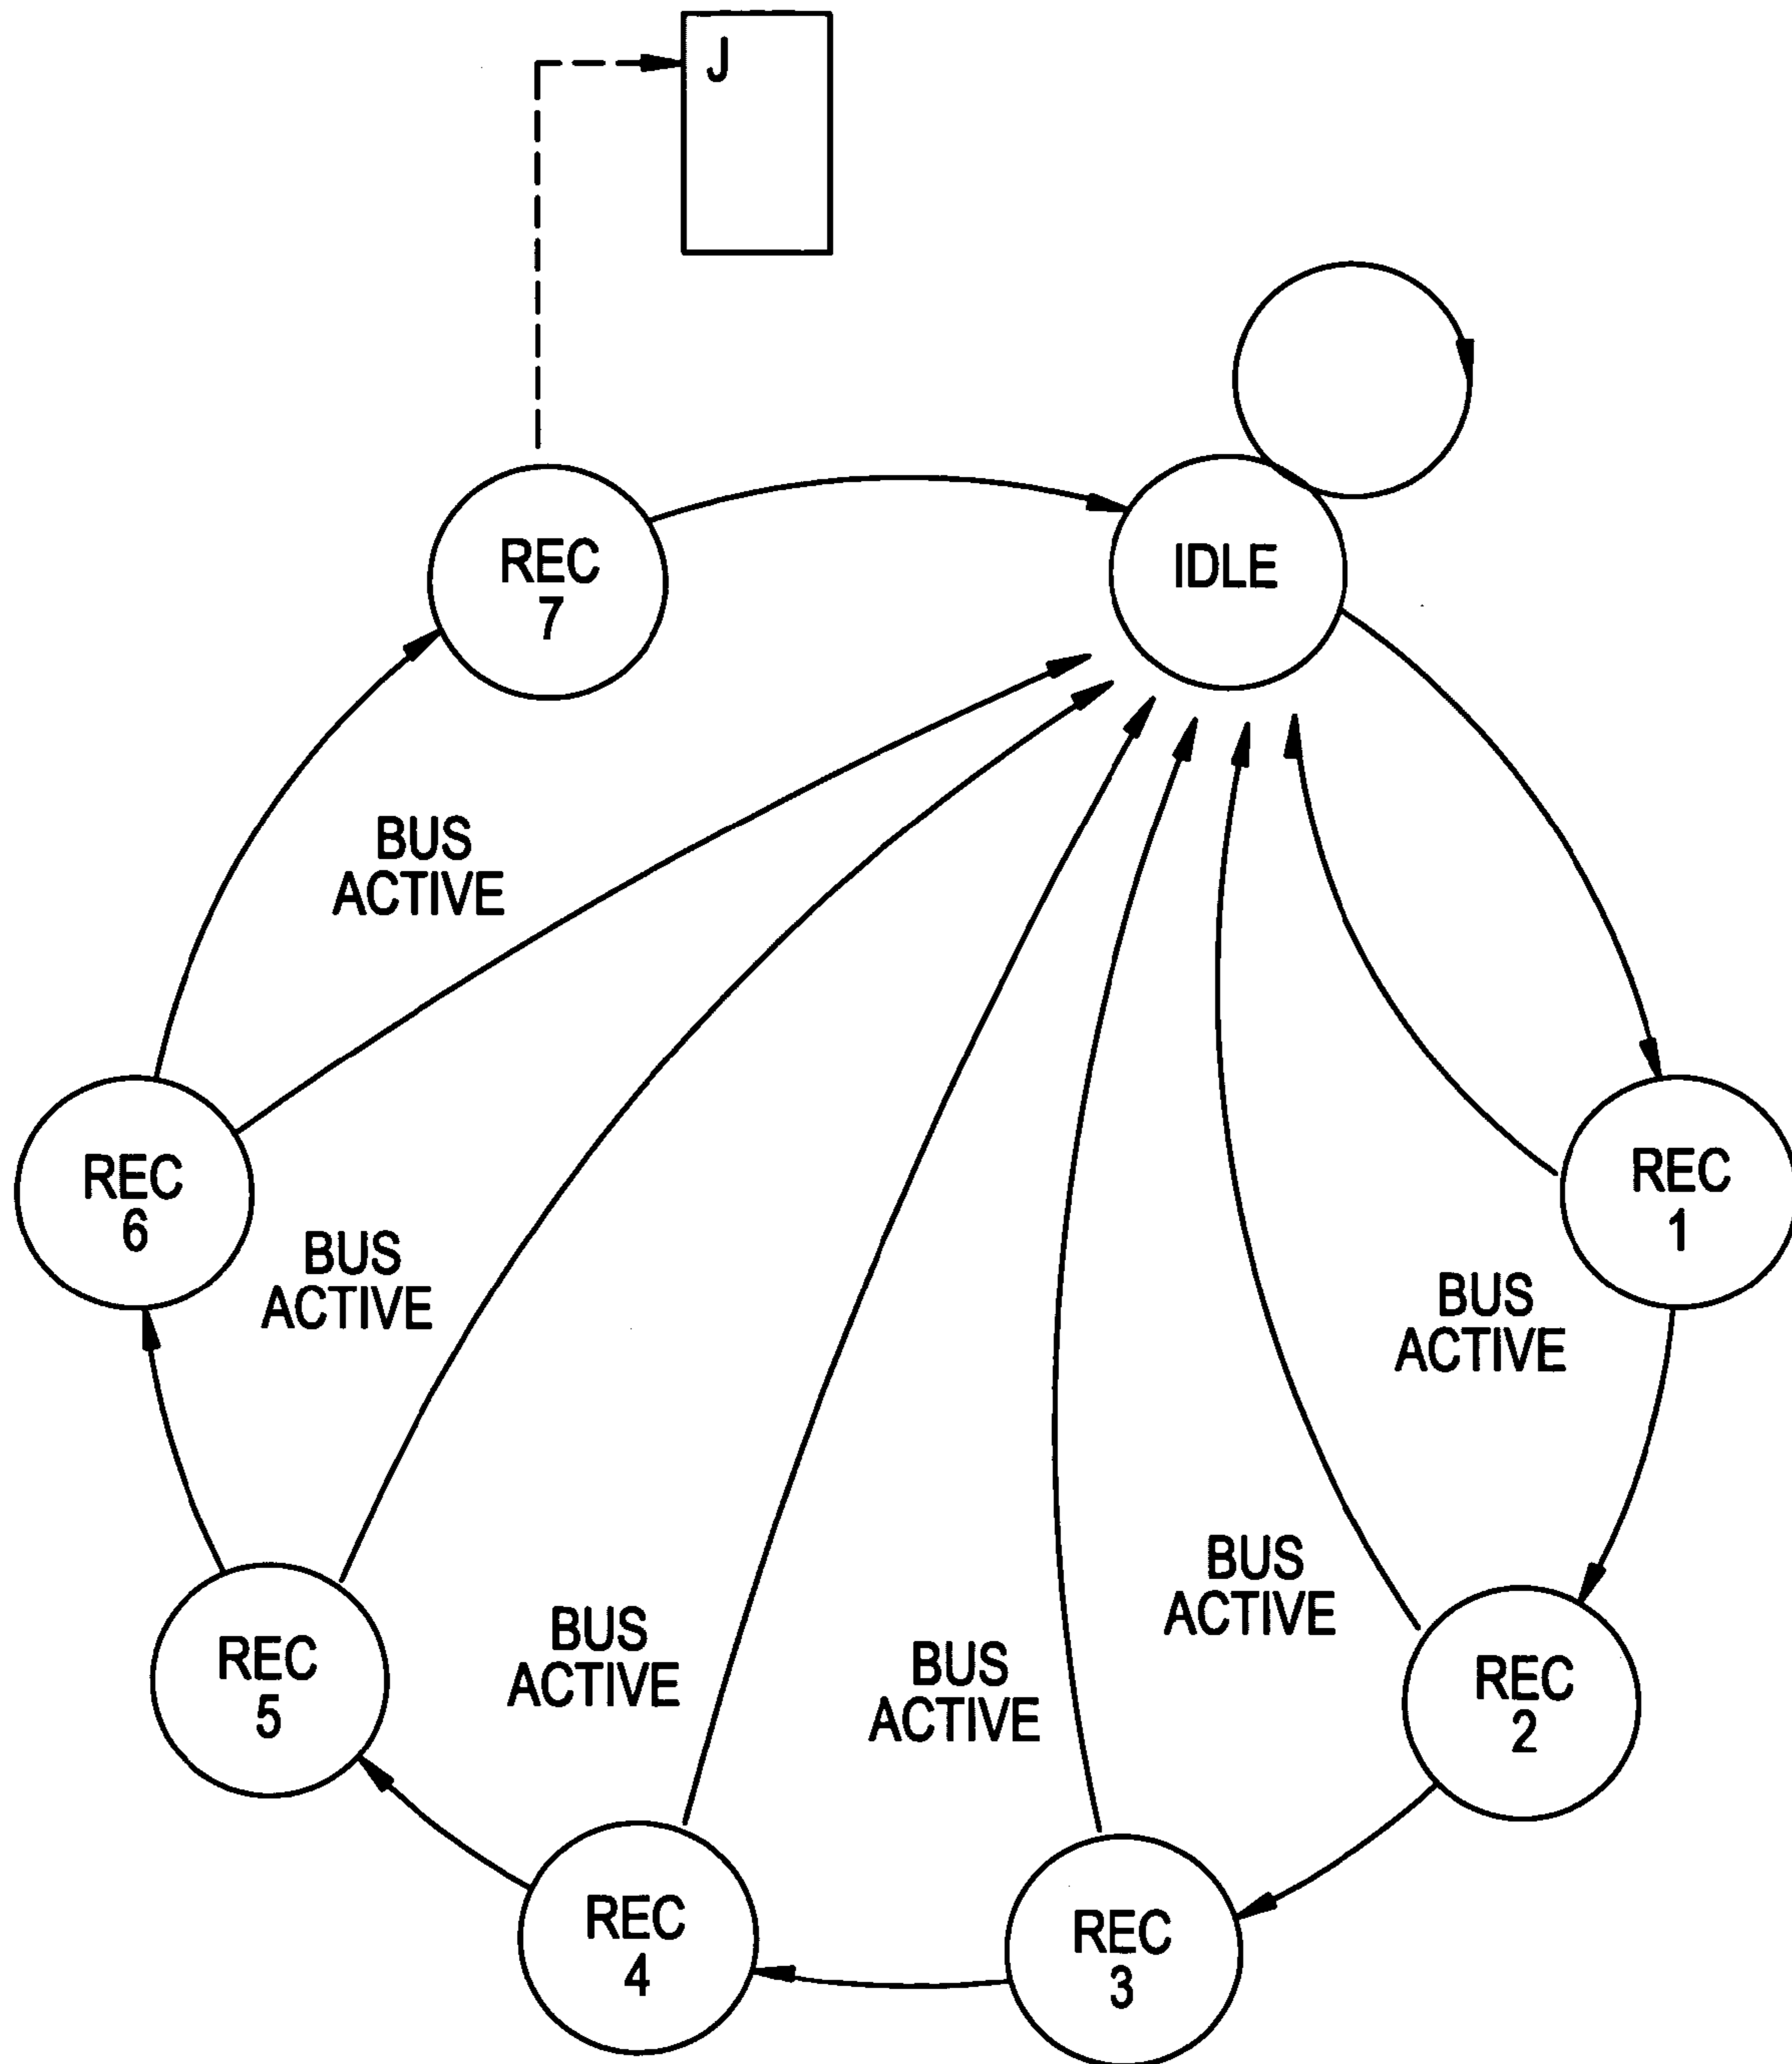 J
REC
7
IDLE
BUS
ACTIVE
REC
6
REC
1
BUS
ACTIVE
BUS
ACTIVE
BUS
ACTIVE
REC
5
BUS
ACTIVE
BUS
ACTIVE
REC
2
REC
4
REC
3